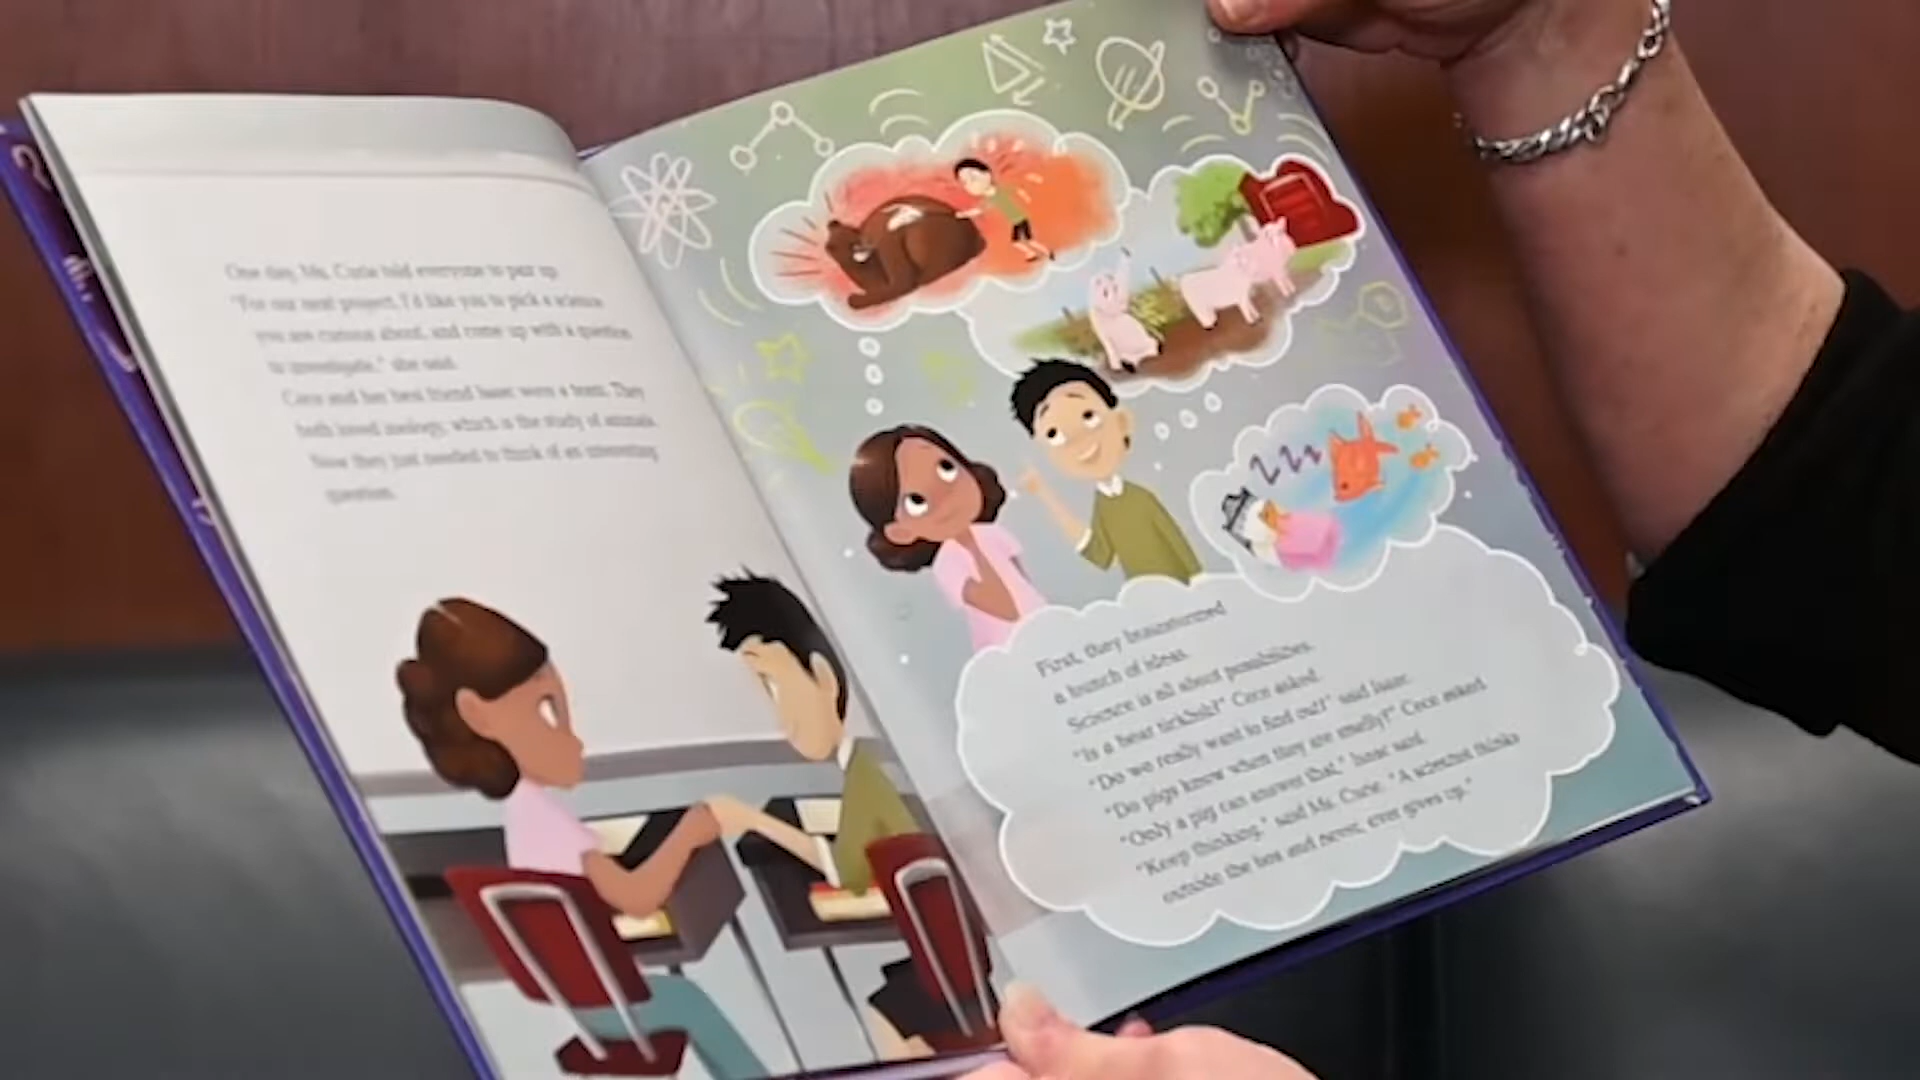 One day, Ms. Curie told everyone to pair up.
"For our next project, I'd like you to pick a science
you are curious about, and come up with a question
to investigate," she said.
Cece and her best friend Isaac were a team. They
both loved zoology, which is the study of animals.
Now they just needed to think of an interesting
question.
ZZZ
First, they brainstormed
a bunch of ideas.
Science is all about possibilities.
"Is a bear ticklish?" Cece asked.
"Do we really want to find out?" said Isaac.
"Do pigs know when they are smelly?" Cece asked.
"Only a pig can answer that," Isaac said.
"Keep thinking," said Ms. Curie. "A scientist thinks
outside the box and never, ever gives up."